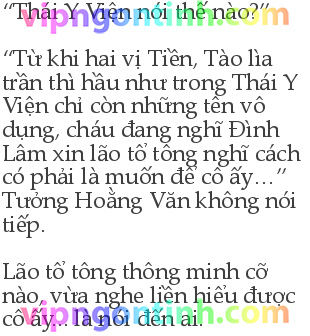 “Thái Y Viện nói thế nào?”
“Từ khi hai vị Tiền, Tào lìa
trần thì hầu như trong Thái Y
Viện chỉ còn những tên vô
dụng, cháu đang nghĩ Đình
Lâm xin lão tổ tông nghĩ cách
có phải là muốn để cô ấy…”
Tưởng Hoằng Văn không nói
tiếp.
Lão tổ tông thông minh cỡ
nào, vừa nghe liền hiểu được
cô ấy... là nói đến ai.